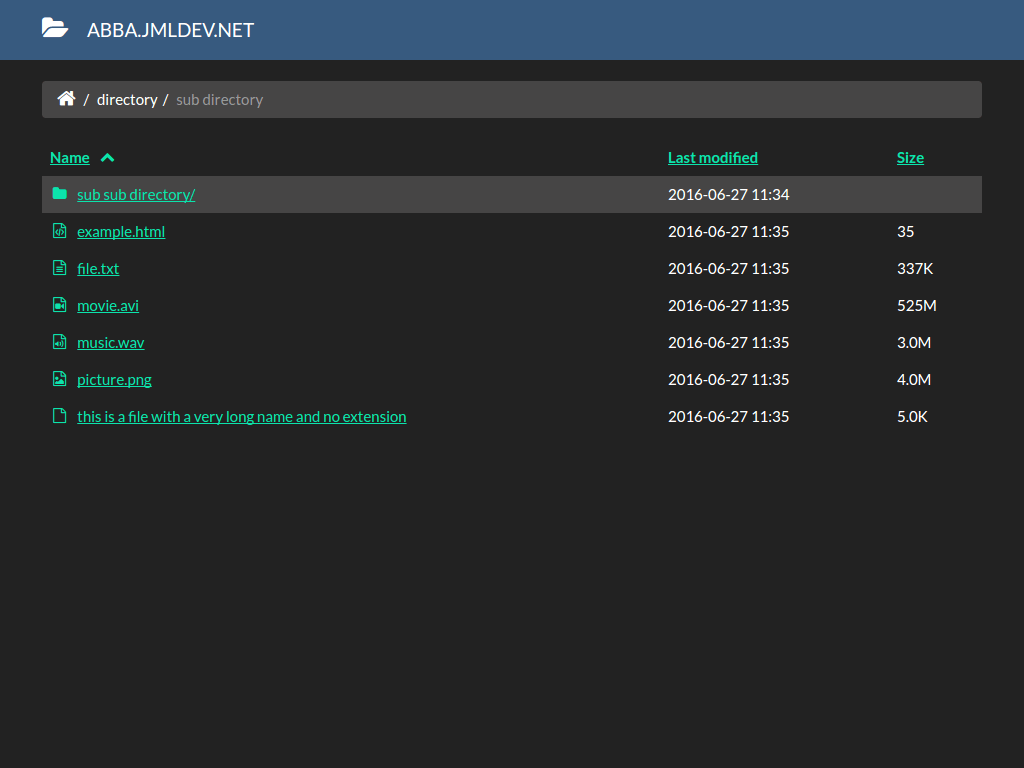 ABBA.JMLDEV.NET
/ directory / sub directory
Name Last modified Size
sub sub directory/ 2016-06-27 11:34
example.html 2016-06-27 11:35 35
file.txt 2016-06-27 11:35 337K
movie.avi 2016-06-27 11:35 525M
music.wav 2016-06-27 11:35 3.0M
picture.png 2016-06-27 11:35 4.0M
this is a file with a very long name and no extension 2016-06-27 11:35 5.0K